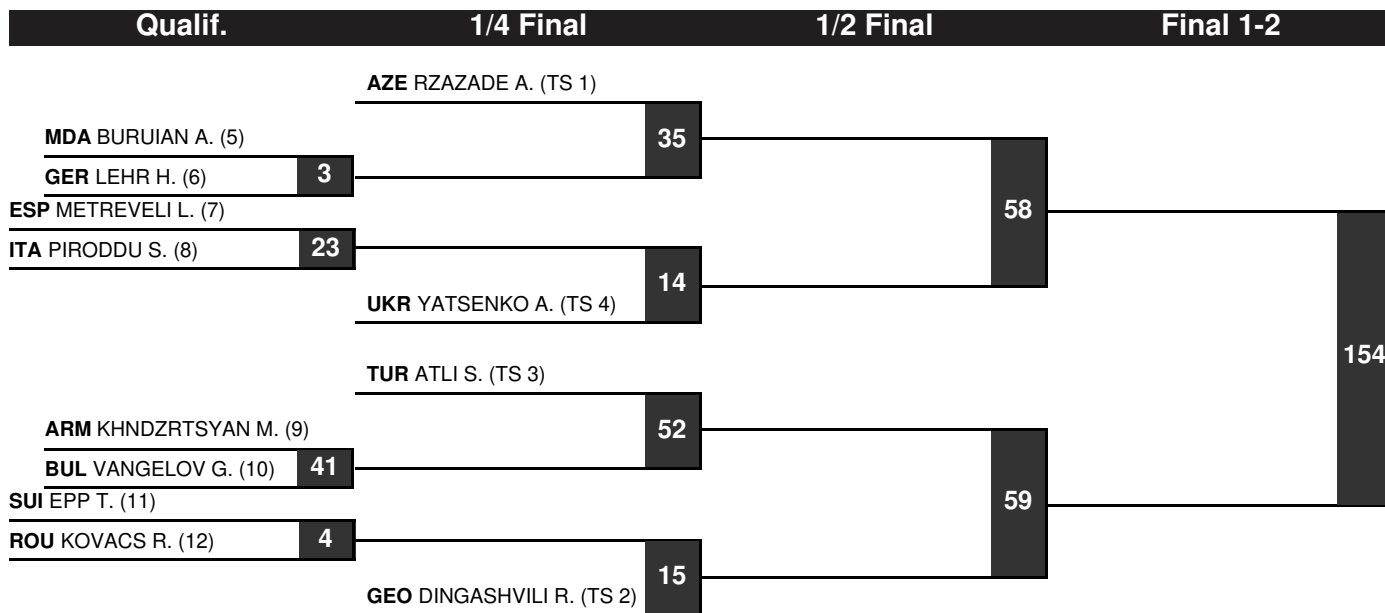 Qualif. 1/4 Final 1/2 Final Final 1-2
AZE RZAZADE A. (TS 1)
35
MDA BURUIAN A. (5)
GER LEHR H. (6) 3
ESP METREVELI L. (7)
58
ITA PIRODDU S. (8) 23
14
UKR YATSENKO A. (TS 4)
154
TUR ATLI S. (TS 3)
ARM KHNDZRTSYAN M. (9) 52
BUL VANGELOV G. (10) 41
SUI EPP T. (11) 59
ROU KOVACS R. (12) 4
15
GEO DINGASHVILI R. (TS 2)